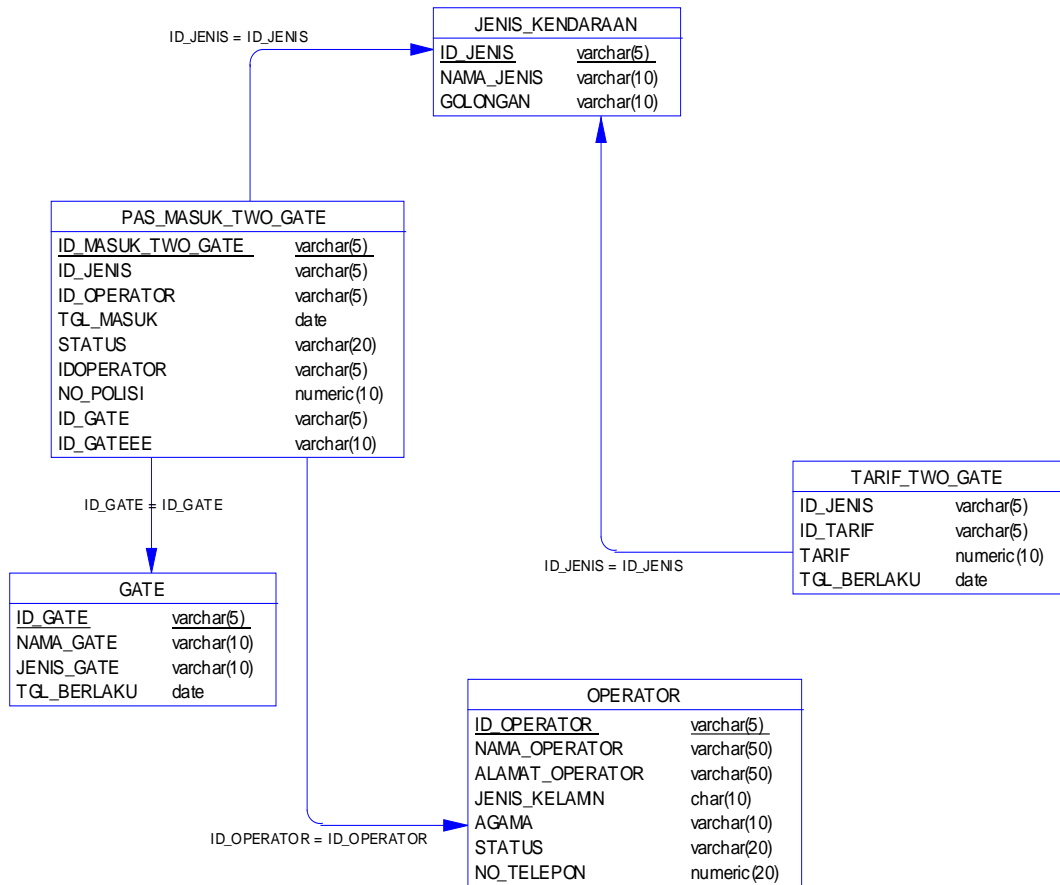 JENIS_KENDARAAN
ID_JENIS varchar(5)
NAMA_JENIS varchar(10)
GOLONGAN varchar(10)
ID_JENIS = ID_JENIS
PAS_MASUK_TWO_GATE
ID_MASUK_TWO_GATE varchar(5)
ID_JENIS varchar(5)
ID_OPERATOR varchar(5)
TGL_MASUK date
STATUS varchar(20)
IDOPERATOR varchar(5)
NO_POLISI numeric(10)
ID_GATE varchar(5)
ID_GATEEE varchar(10)
TARIF_TWO_GATE
ID_JENIS varchar(5)
ID_TARIF varchar(5)
TARIF numeric(10)
TGL_BERLAKU date
ID_GATE = ID_GATE
ID_JENIS = ID_JENIS
GATE
ID_GATE varchar(5)
NAMA_GATE varchar(10)
JENIS_GATE varchar(10)
TGL_BERLAKU date
OPERATOR
ID_OPERATOR varchar(5)
NAMA_OPERATOR varchar(50)
ALAMAT_OPERATOR varchar(50)
JENIS_KELAMIN char(10)
AGAMA varchar(10)
STATUS varchar(20)
NO_TELEPON numeric(20)
ID_OPERATOR = ID_OPERATOR